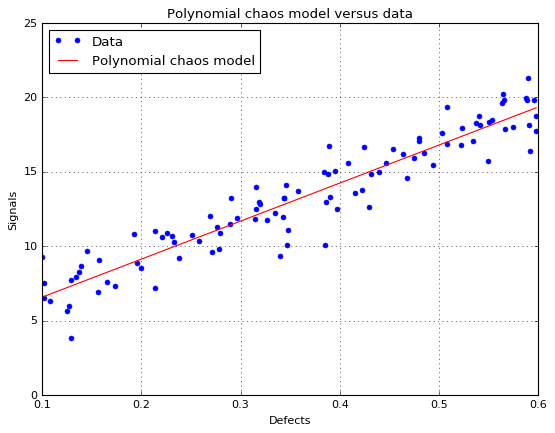 Polynomial chaos model versus data
25
Data
Polynomial chaos model
20
15
Signals
10
5
0
0.1 0.2 0.3 0.4 0.5 0.6
Defects